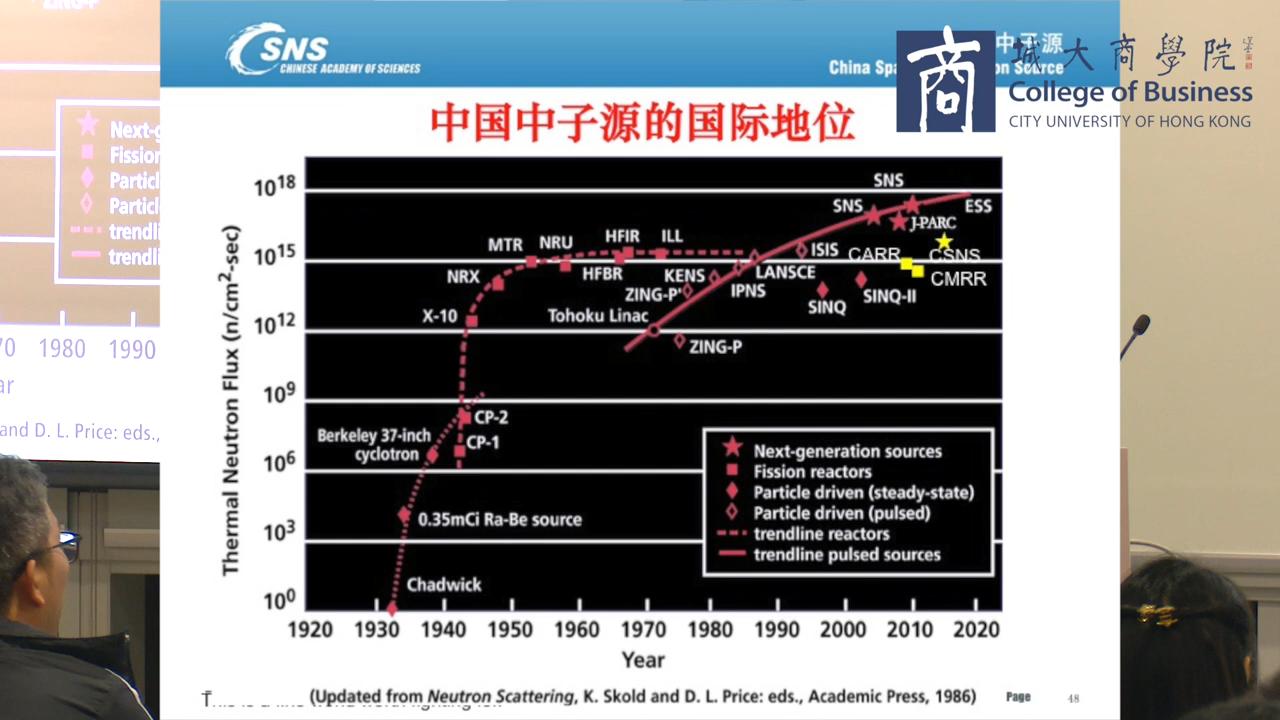 ZING-P
CSNS
CHINESE ACADEMY OF SCIENCES
中子源
China Spa
on Source
商
城大商學院
College of Business
CITY UNIVERSITY OF HONG KONG
中国中子源的国际地位
Thermal Neutron Flux (n/cm²-sec)
10¹⁸
10¹⁵
10¹²
10⁹
10⁶
10³
10⁰
SNS
SNS
ESS
J-PARC
MTR
NRU
HFIR
ILL
ISIS
CARR
CSNS
NRX
HFBR
KENS
LANSCE
CMRR
ZING-P'
IPNS
SINQ-II
SINQ
X-10
Tohoku Linac
ZING-P
CP-2
Berkeley 37-inch
cyclotron
CP-1
0.35mCi Ra-Be source
Chadwick
Next-generation sources
Fission reactors
Particle driven (steady-state)
Particle driven (pulsed)
trendline reactors
trendline pulsed sources
1920 1930 1940 1950 1960 1970 1980 1990 2000 2010 2020
Year
(Updated from Neutron Scattering, K. Skold and D. L. Price: eds., Academic Press, 1986)
Page 48
Next-g
Fission
Particl
Particl
trendli
trendli
70 1980 1990
ar
and D. L. Price: eds.,